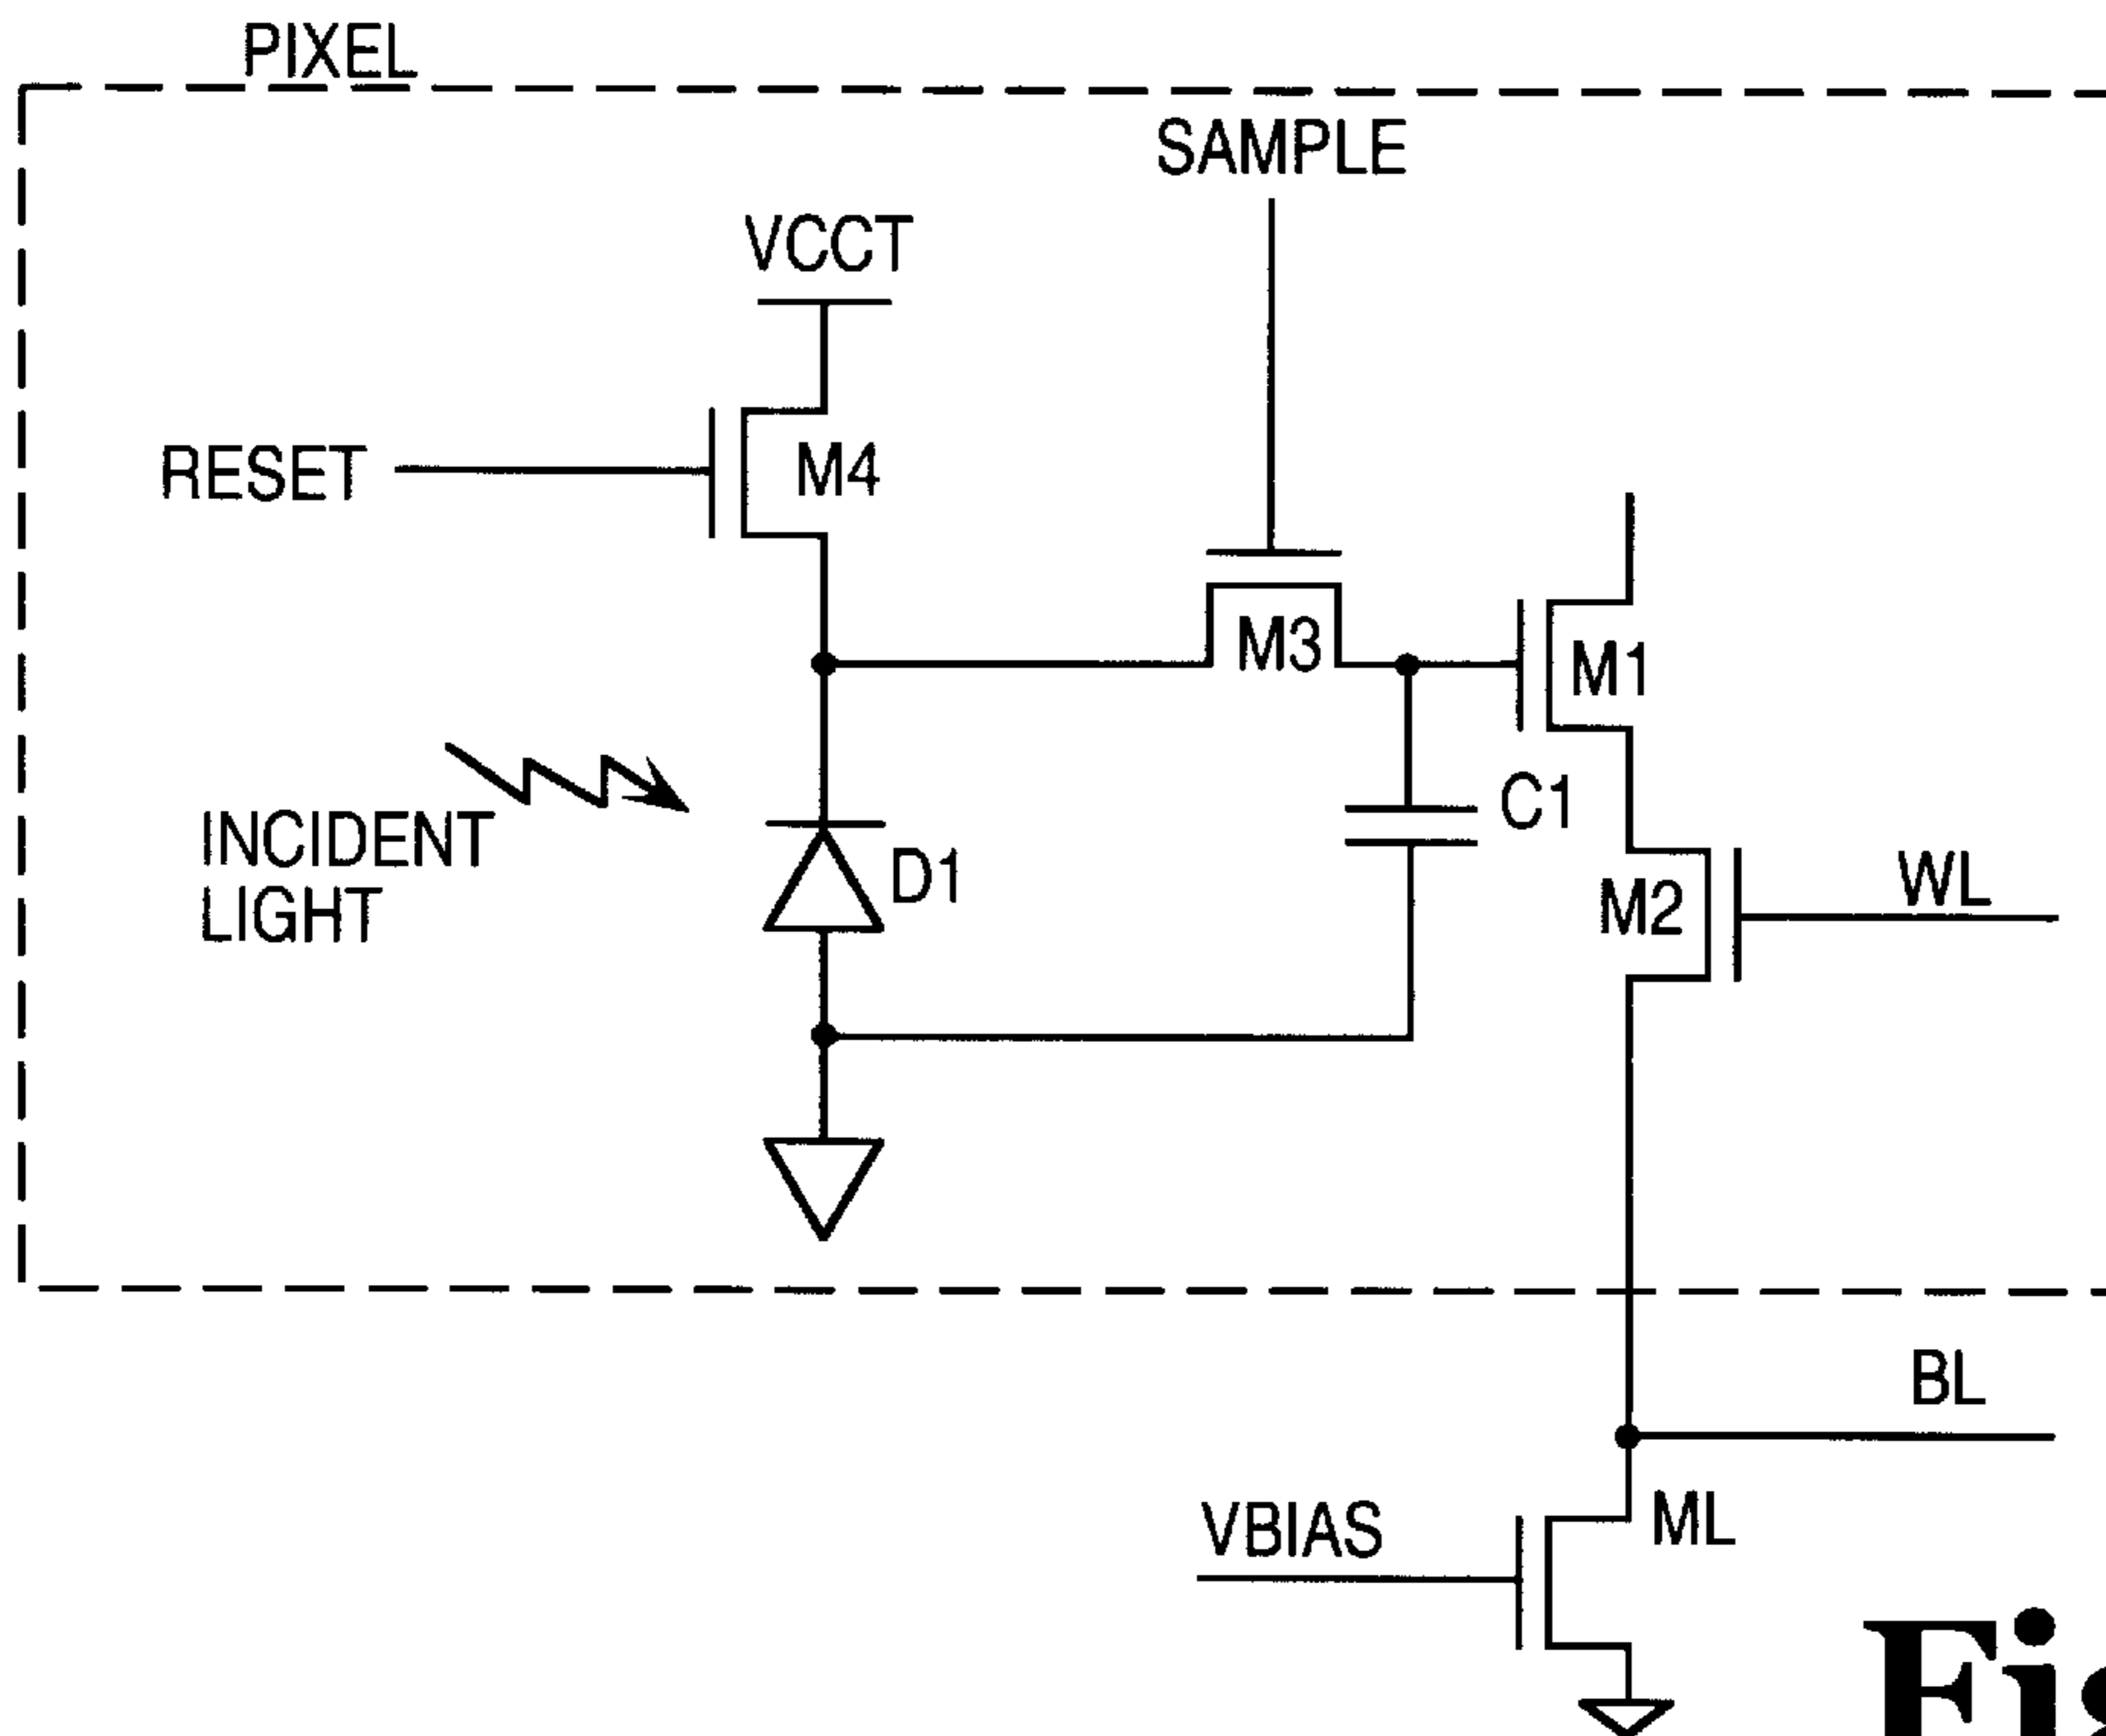 PIXEL
SAMPLE
VCCT
RESET
M4
M3
M1
INCIDENT
LIGHT
D1
C1
M2
WL
BL
VBIAS
ML